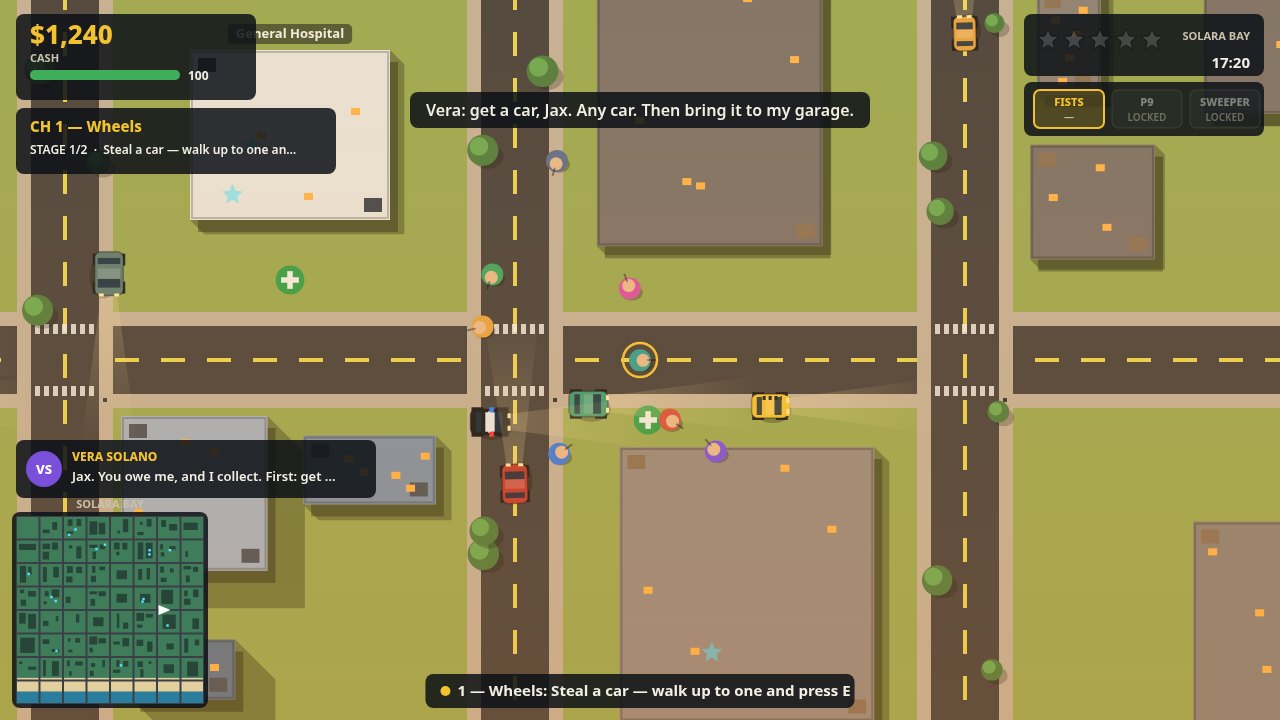 $1,240
CASH
100
General Hospital
CH 1 — Wheels
STAGE 1/2 · Steal a car — walk up to one an...
Vera: get a car, Jax. Any car. Then bring it to my garage.
SOLARA BAY
17:20
FISTS
—
P9
LOCKED
SWEEPER
LOCKED
VS
VERA SOLANO
Jax. You owe me, and I collect. First: get ...
SOLARA BAY
1 — Wheels: Steal a car — walk up to one and press E